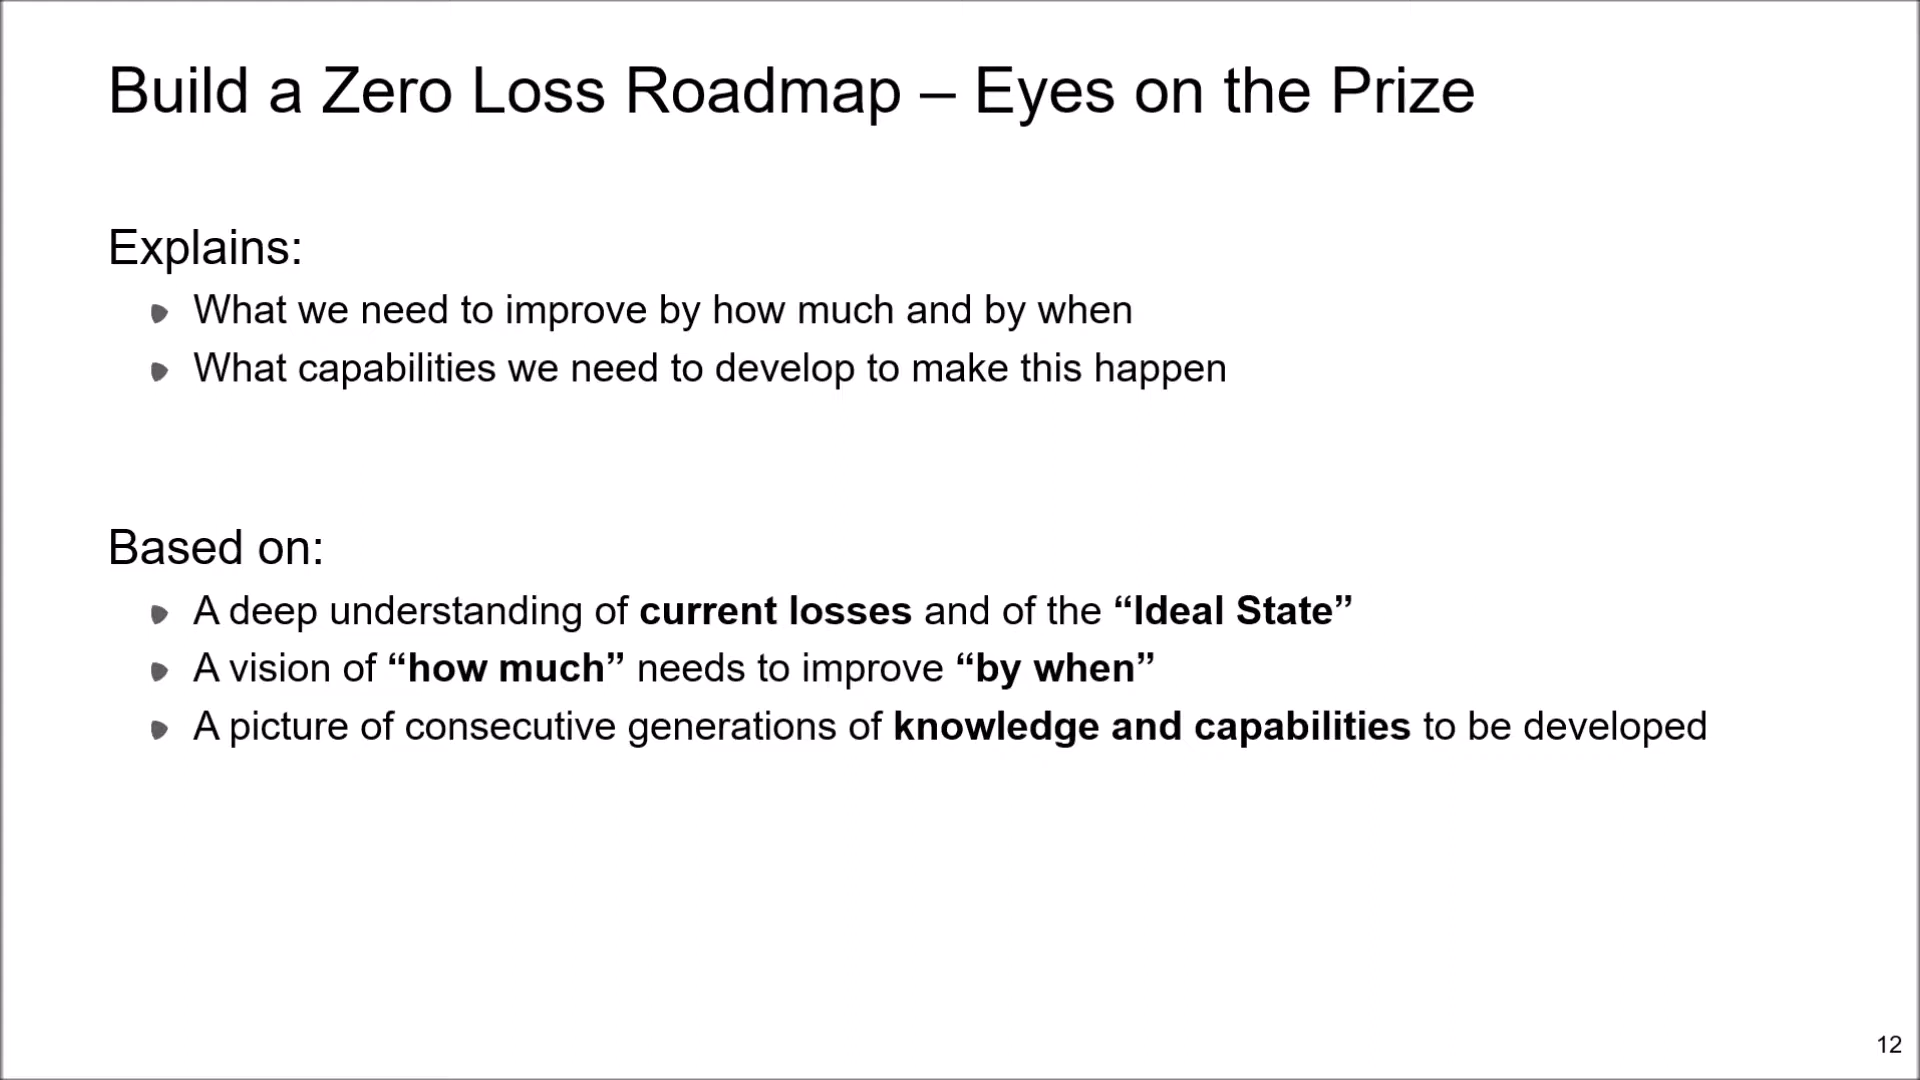 Build a Zero Loss Roadmap – Eyes on the Prize
Explains:
What we need to improve by how much and by when
What capabilities we need to develop to make this happen
Based on:
A deep understanding of current losses and of the “Ideal State”
A vision of “how much” needs to improve “by when”
A picture of consecutive generations of knowledge and capabilities to be developed
12